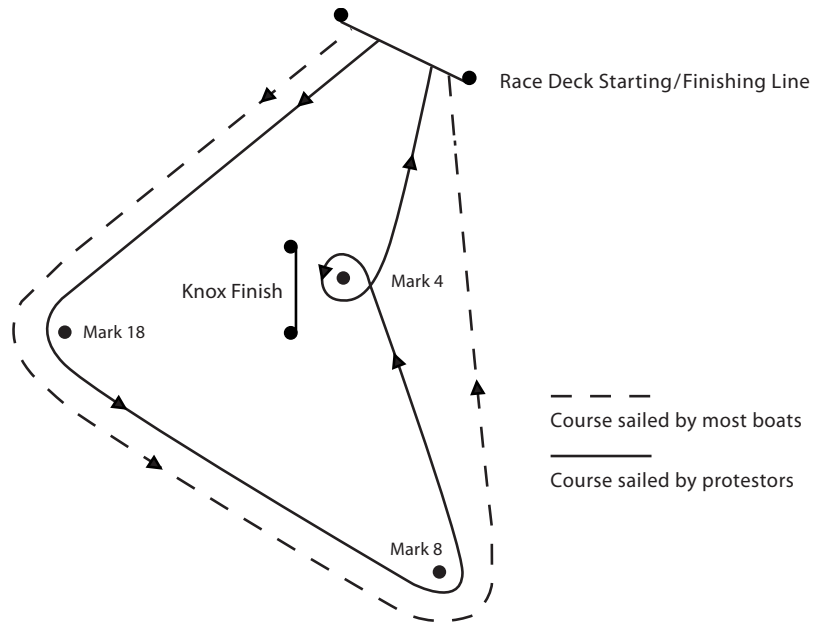 Race Deck Starting/Finishing Line
Knox Finish
Mark 4
Mark 18
Course sailed by most boats
Course sailed by protestors
Mark 8